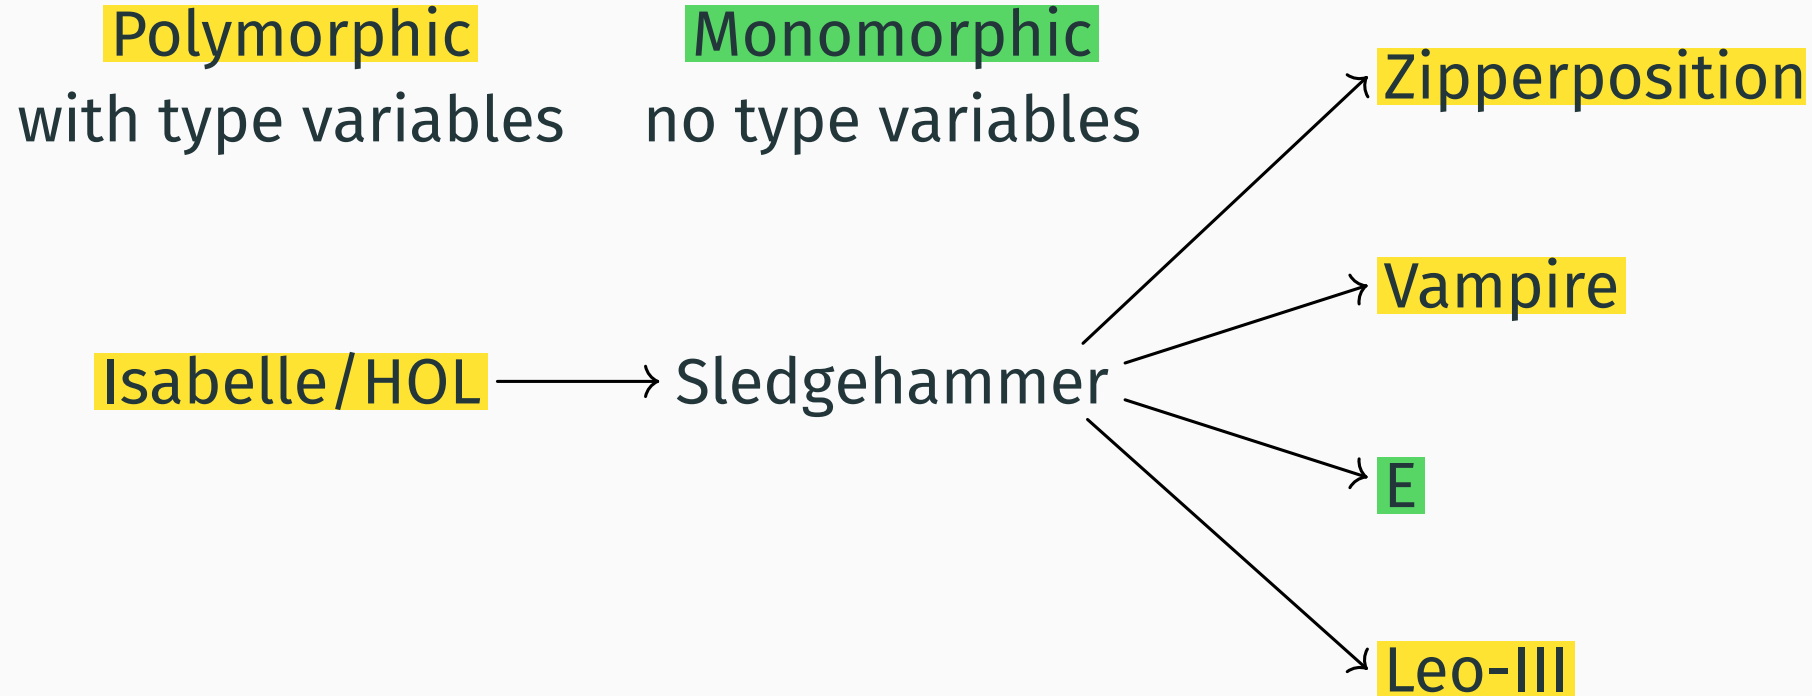 Polymorphic
with type variables
Monomorphic
no type variables
Isabelle/HOL
Sledgehammer
Zipperposition
Vampire
E
Leo-III